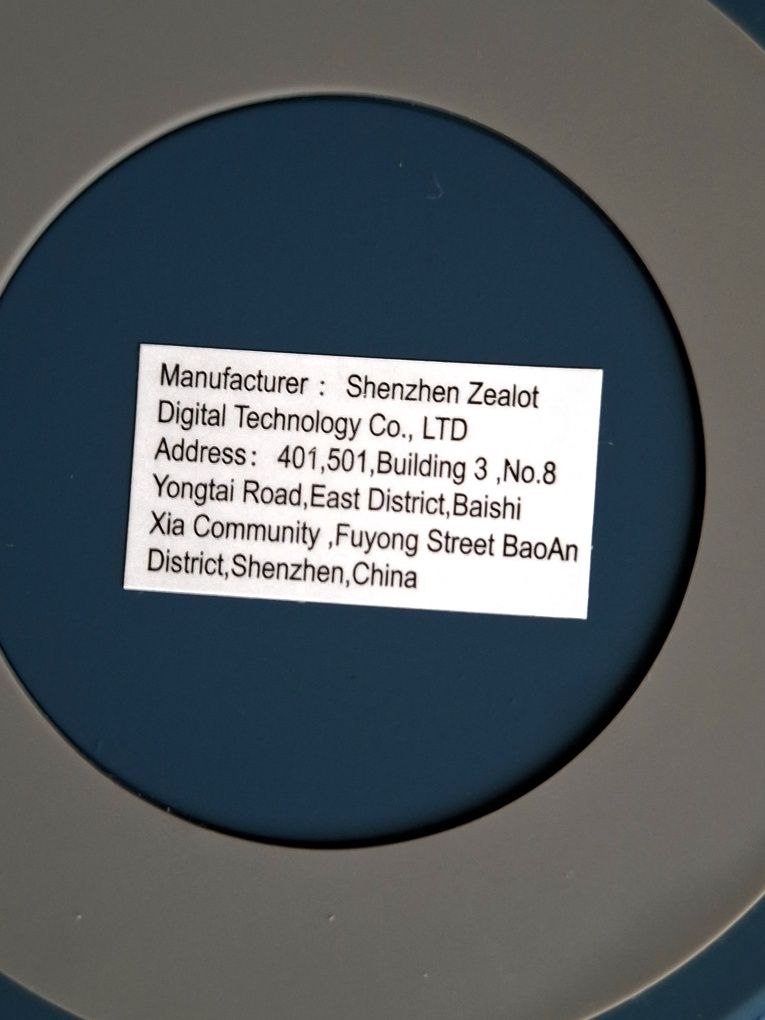 Manufacturer： Shenzhen Zealot
Digital Technology Co., LTD
Address： 401,501,Building 3 ,No.8
Yongtai Road,East District,Baishi
Xia Community ,Fuyong Street BaoAn
District,Shenzhen,China